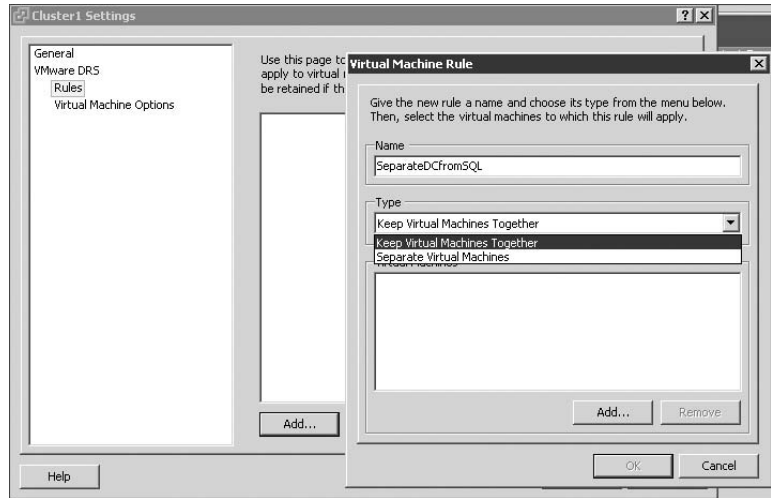 Cluster1 Settings
General
VMware DRS
Rules
Virtual Machine Options
Use this page to
apply to virtual
be retained if th
Add...
Help
Virtual Machine Rule
Give the new rule a name and choose its type from the menu below.
Then, select the virtual machines to which this rule will apply.
Name
SeparateDCfromSQL
Type
Keep Virtual Machines Together
Keep Virtual Machines Together
Separate Virtual Machines
Virtual Machines
Add...
Remove
OK
Cancel